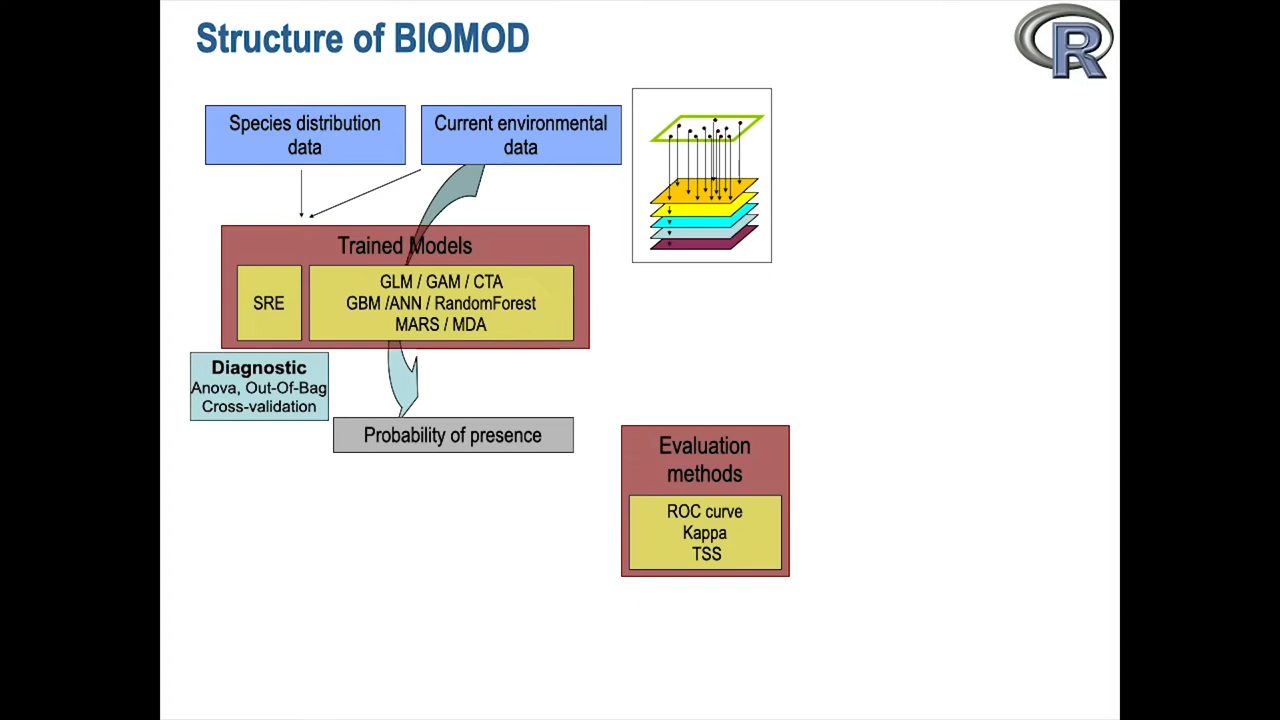 Structure of BIOMOD
R
Species distribution
data
Current environmental
data
Trained Models
SRE
GLM / GAM / CTA
GBM /ANN / RandomForest
MARS / MDA
Diagnostic
Anova, Out-Of-Bag
Cross-validation
Probability of presence
Evaluation
methods
ROC curve
Kappa
TSS